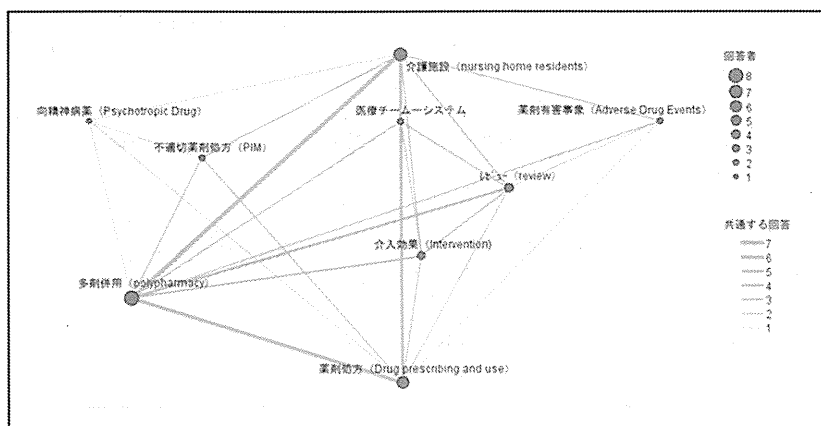 介護施設 (nursing home residents)
向精神病薬 (Psychotropic Drug)
医療チームーシステム
薬剤有害事象 (Adverse Drug Events)
不適切薬剤処方 (PIM)
レビュー (review)
介入効果 (Intervention)
多剤併用 (polypharmacy)
薬剤処方 (Drug prescribing and use)
回答者
8
7
6
5
4
3
2
1
共通する回答
7
6
5
4
3
2
1